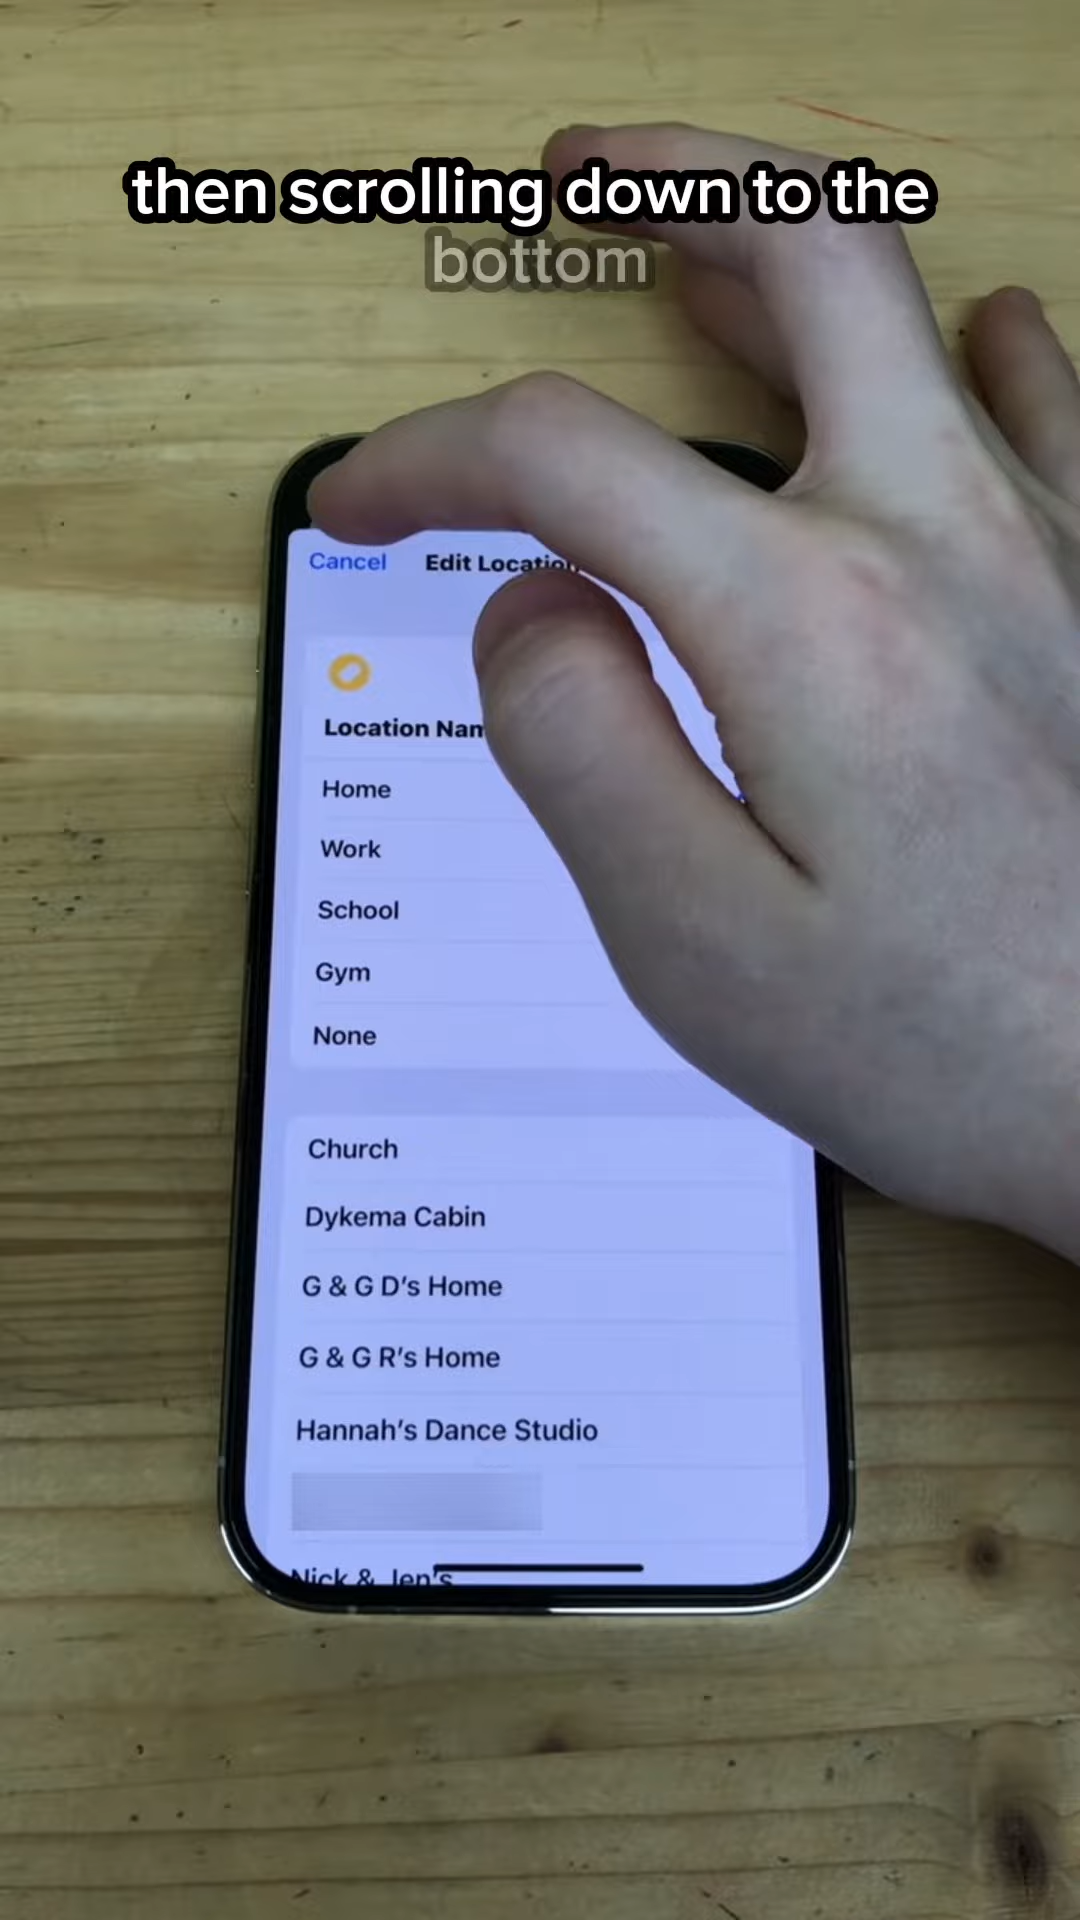 then scrolling down to the
bottom
Cancel Edit Location
Location Nam
Home
Work
School
Gym
None
Church
Dykema Cabin
G & G D's Home
G & G R's Home
Hannah's Dance Studio
Nick & Jen's